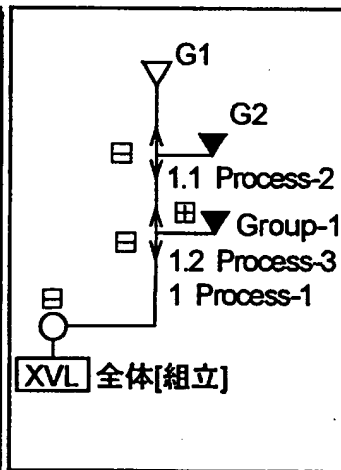 G1
G2
1.1 Process-2
Group-1
1.2 Process-3
1 Process-1
XVL 全体[組立]